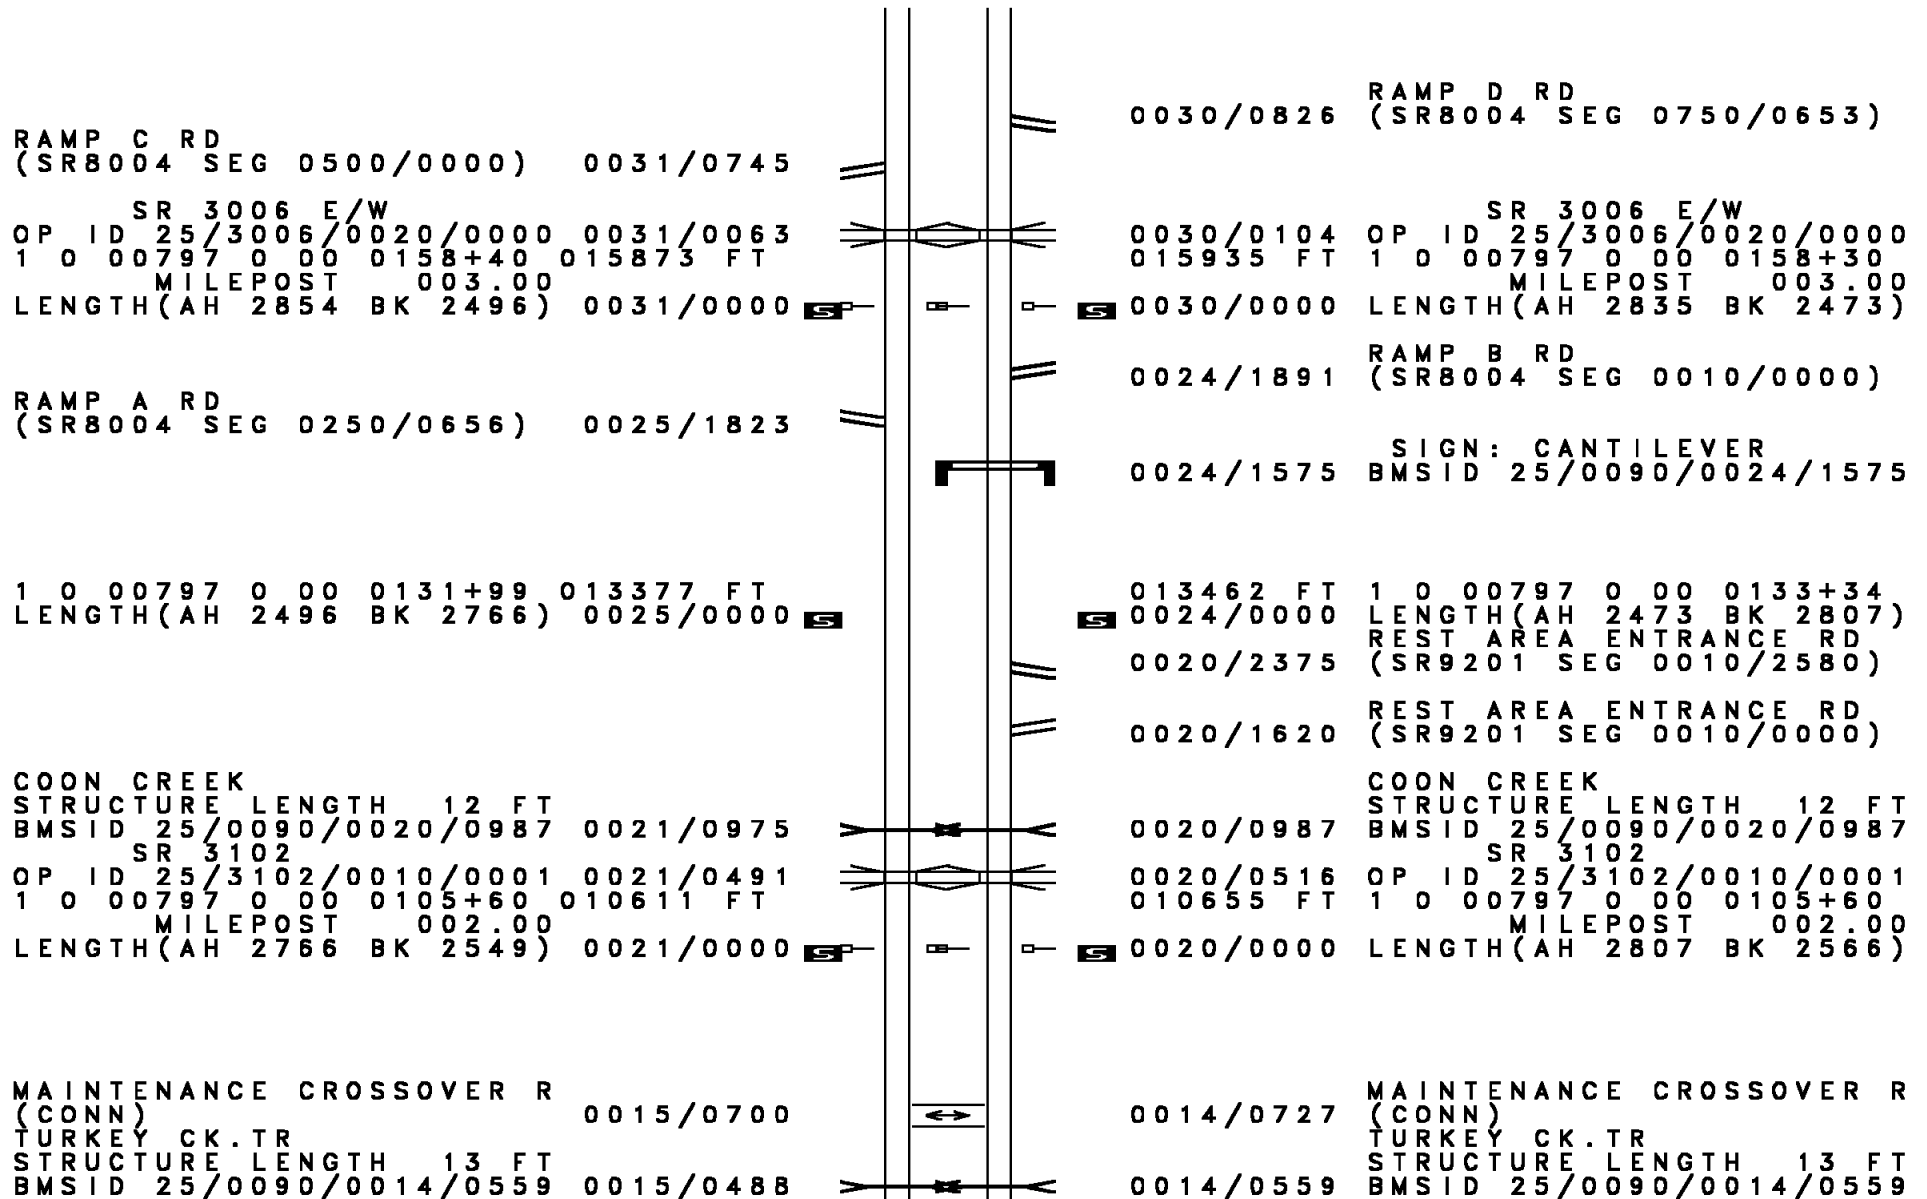 RAMP D RD
0030/0826 (SR8004 SEG 0750/0653)
RAMP C RD
(SR8004 SEG 0500/0000) 0031/0745
SR 3006 E/W
OP ID 25/3006/0020/0000 0031/0063
1 0 00797 0 00 0158+40 015873 FT
MILEPOST 003.00
LENGTH(AH 2854 BK 2496) 0031/0000 S
SR 3006 E/W
0030/0104 OP ID 25/3006/0020/0000
015935 FT 1 0 00797 0 00 0158+30
MILEPOST 003.00
S 0030/0000 LENGTH(AH 2835 BK 2473)
RAMP B RD
0024/1891 (SR8004 SEG 0010/0000)
RAMP A RD
(SR8004 SEG 0250/0656) 0025/1823
SIGN: CANTILEVER
0024/1575 BMSID 25/0090/0024/1575
1 0 00797 0 00 0131+99 013377 FT
LENGTH(AH 2496 BK 2766) 0025/0000 S
013462 FT 1 0 00797 0 00 0133+34
S 0024/0000 LENGTH(AH 2473 BK 2807)
REST AREA ENTRANCE RD
0020/2375 (SR9201 SEG 0010/2580)
REST AREA ENTRANCE RD
0020/1620 (SR9201 SEG 0010/0000)
COON CREEK
STRUCTURE LENGTH 12 FT
BMSID 25/0090/0020/0987 0021/0975
SR 3102
OP ID 25/3102/0010/0001 0021/0491
1 0 00797 0 00 0105+60 010611 FT
MILEPOST 002.00
LENGTH(AH 2766 BK 2549) 0021/0000 S
COON CREEK
STRUCTURE LENGTH 12 FT
0020/0987 BMSID 25/0090/0020/0987
SR 3102
0020/0516 OP ID 25/3102/0010/0001
010655 FT 1 0 00797 0 00 0105+60
MILEPOST 002.00
S 0020/0000 LENGTH(AH 2807 BK 2566)
MAINTENANCE CROSSOVER R
(CONN) 0015/0700
TURKEY CK.TR
STRUCTURE LENGTH 13 FT
BMSID 25/0090/0014/0559 0015/0488
MAINTENANCE CROSSOVER R
0014/0727 (CONN)
TURKEY CK.TR
STRUCTURE LENGTH 13 FT
0014/0559 BMSID 25/0090/0014/0559